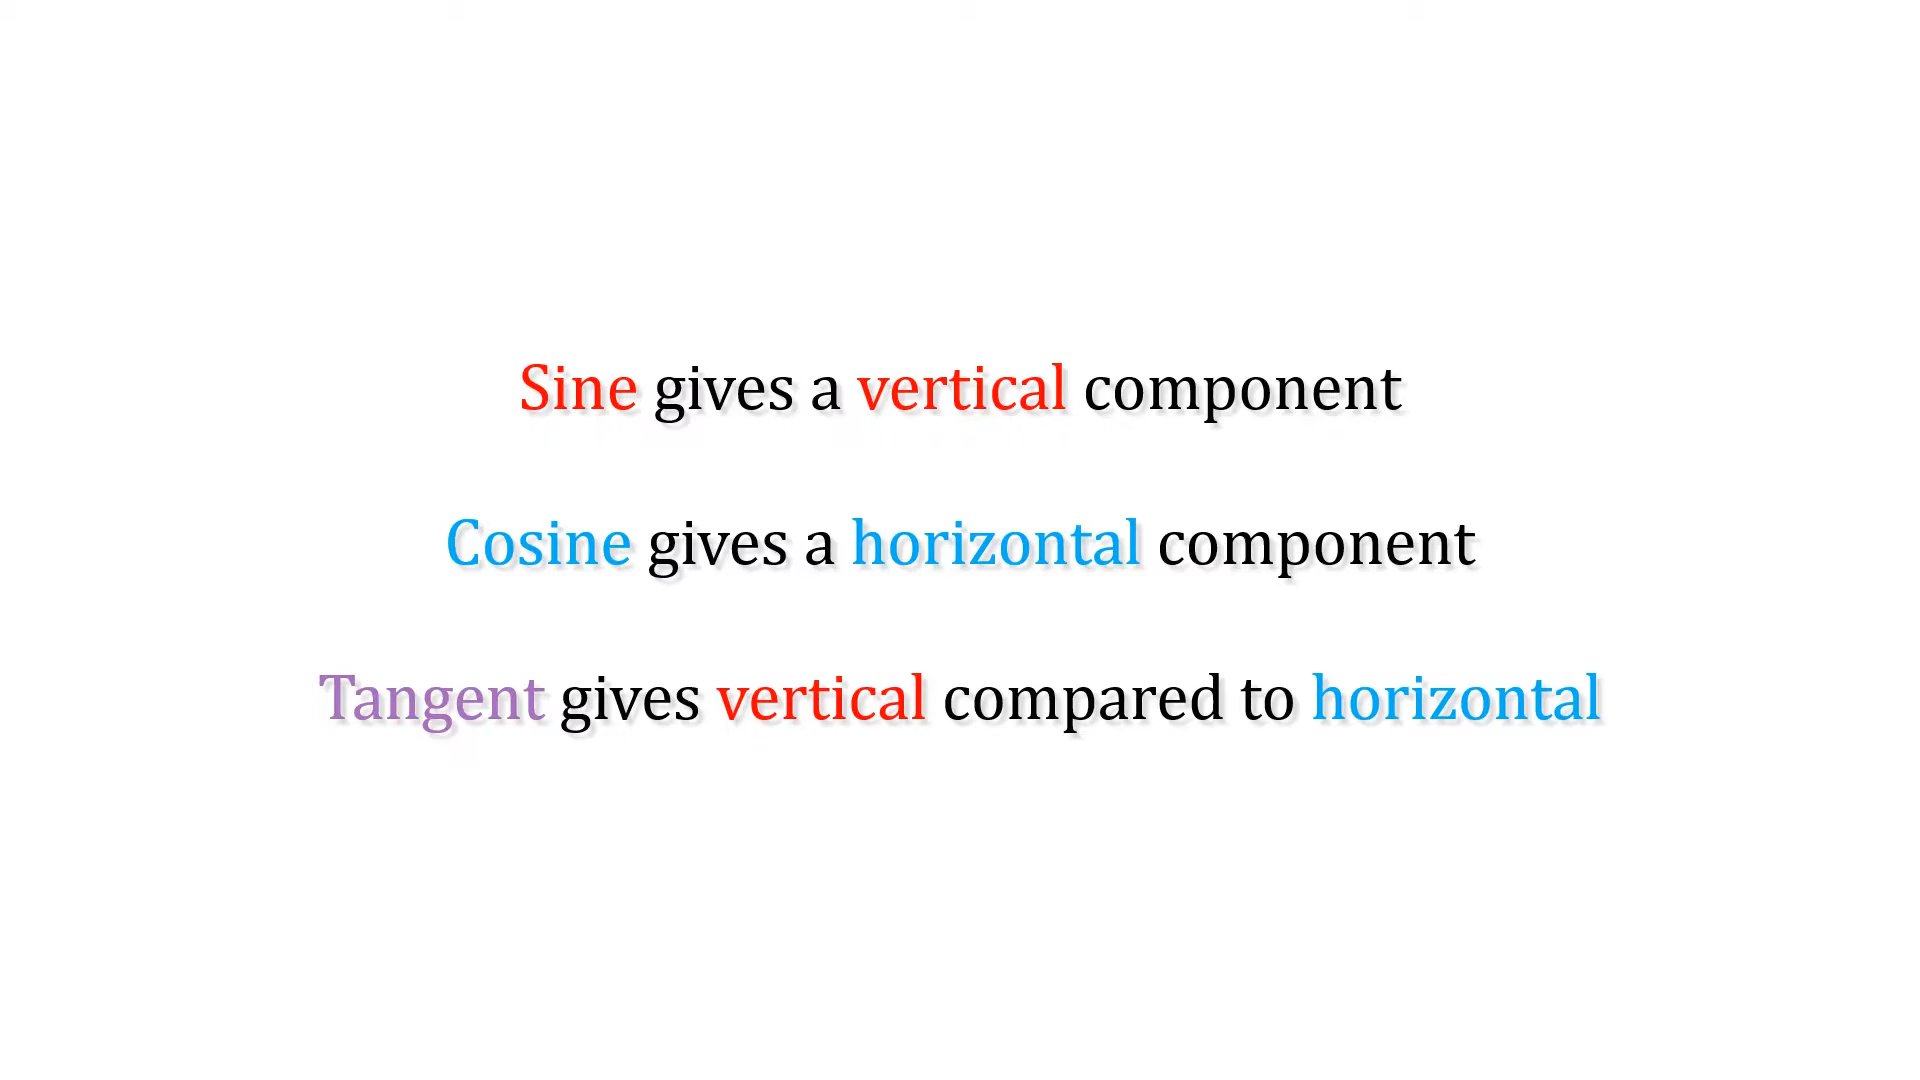 Sine gives a vertical component
Cosine gives a horizontal component
Tangent gives vertical compared to horizontal